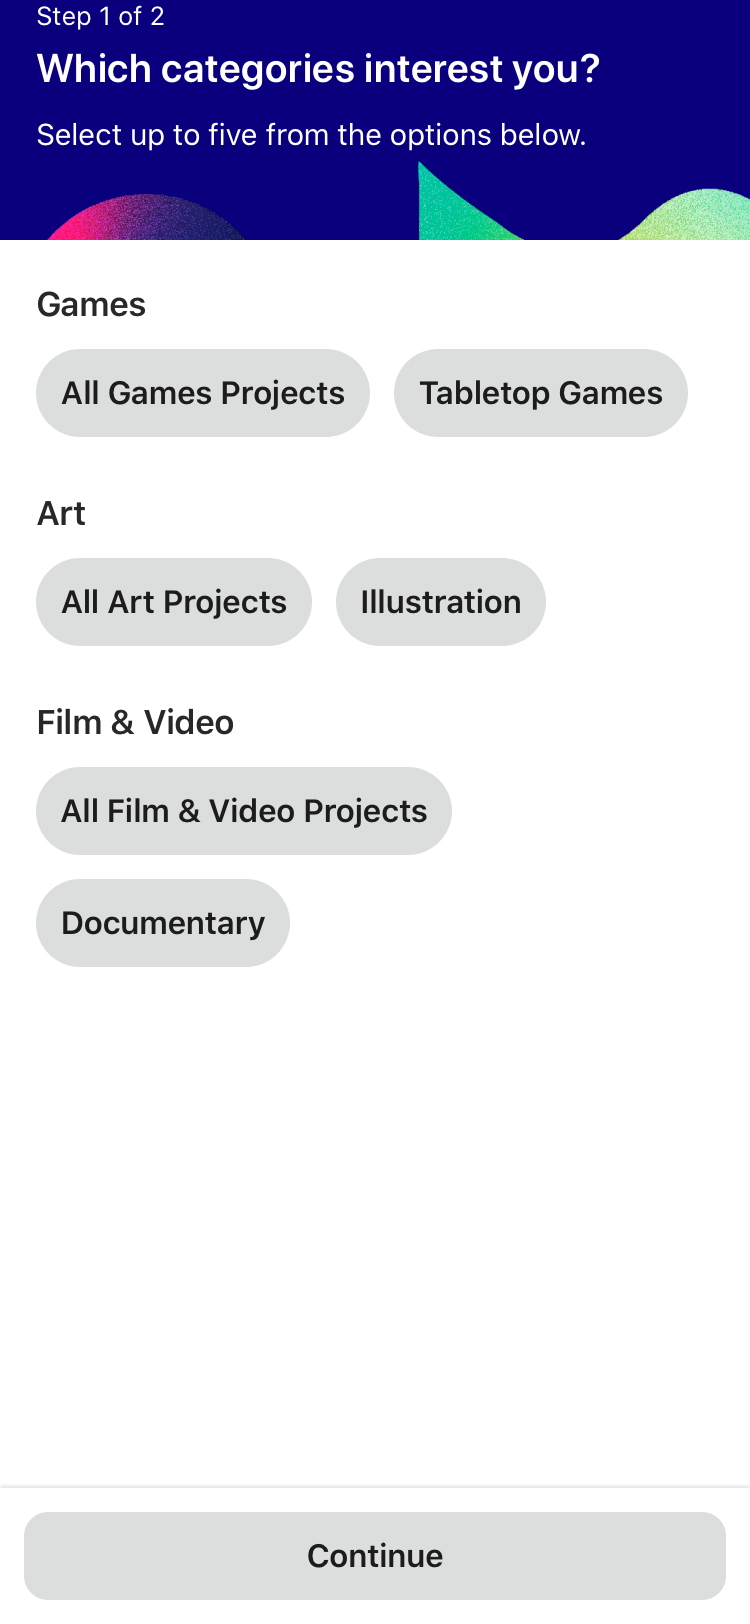 Step 1 of 2
Which categories interest you?
Select up to five from the options below.
Games
All Games Projects
Tabletop Games
Art
All Art Projects
Illustration
Film & Video
All Film & Video Projects
Documentary
Continue